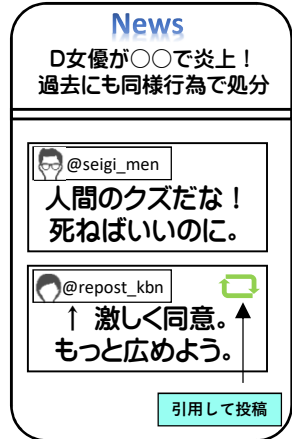 News
D女優が○○で炎上！
過去にも同様行為で処分
@seigi_men
人間のクズだな！
死ねばいいのに。
@repost_kbn
↑ 激しく同意。
もっと広めよう。
引用して投稿